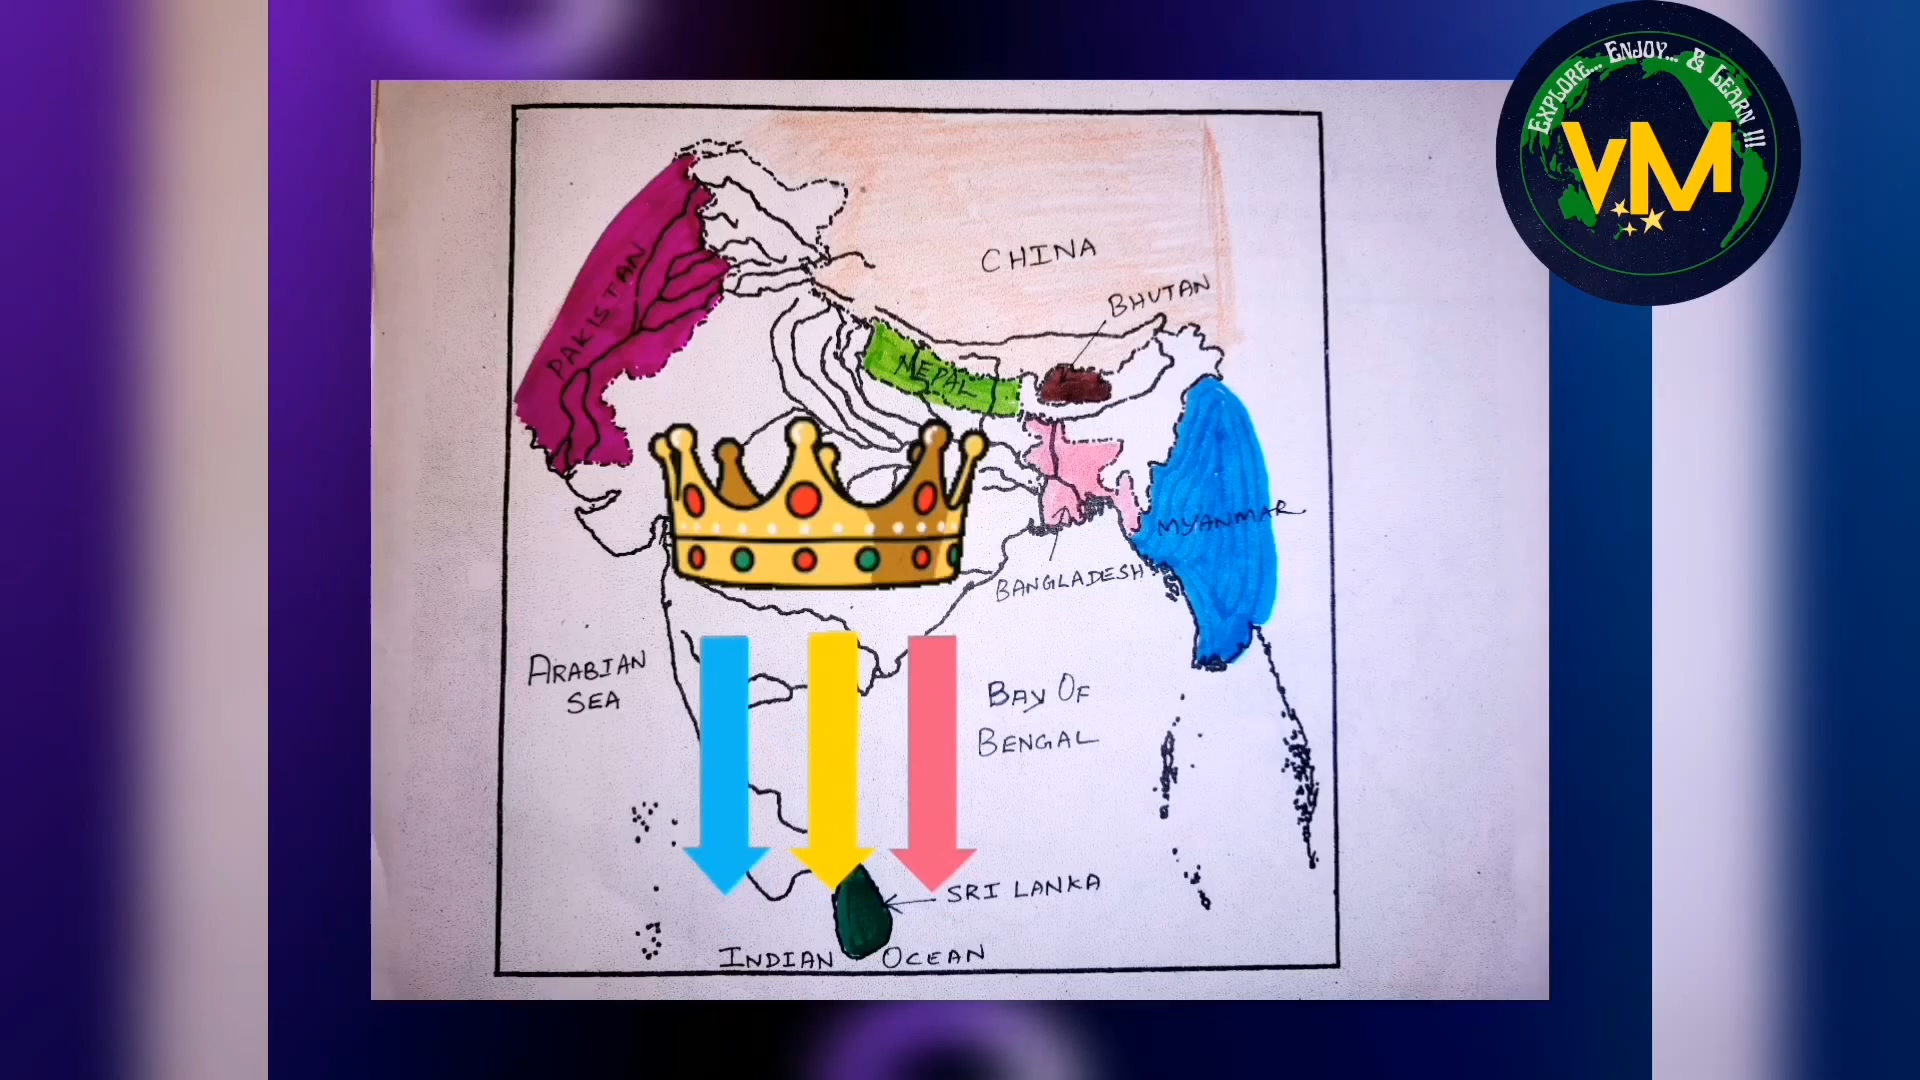 EXPLORE... ENJOY... & LEARN !!!
VM
CHINA
BHUTAN
PAKISTAN
NEPAL
MYANMAR
BANGLADESH
ARABIAN
SEA
BAY OF
BENGAL
SRI LANKA
INDIAN OCEAN